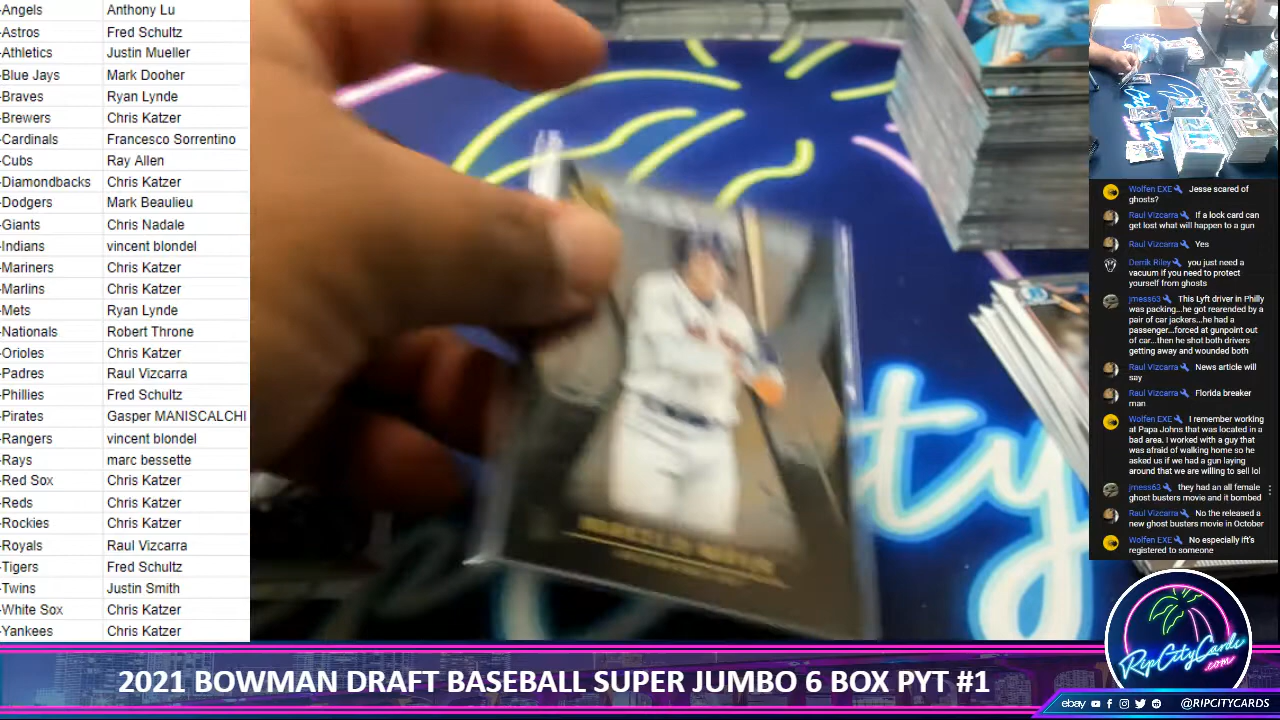 -Angels Anthony Lu
-Astros Fred Schultz
-Athletics Justin Mueller
-Blue Jays Mark Dooher
-Braves Ryan Lynde
-Brewers Chris Katzer
-Cardinals Francesco Sorrentino
-Cubs Ray Allen
-Diamondbacks Chris Katzer
-Dodgers Mark Beaulieu
-Giants Chris Nadale
-Indians vincent blondel
-Mariners Chris Katzer
-Marlins Chris Katzer
-Mets Ryan Lynde
-Nationals Robert Throne
-Orioles Chris Katzer
-Padres Raul Vizcarra
-Phillies Fred Schultz
-Pirates Gasper MANISCALCHI
-Rangers vincent blondel
-Rays marc bessette
-Red Sox Chris Katzer
-Reds Chris Katzer
-Rockies Chris Katzer
-Royals Raul Vizcarra
-Tigers Fred Schultz
-Twins Justin Smith
-White Sox Chris Katzer
-Yankees Chris Katzer
ty
Wolfen EXE Jesse scared of
ghosts?
Raul Vizcarra If a lock card can
get lost what will happen to a gun
Raul Vizcarra Yes
Derrik Riley you just need a
vacuum if you need to protect
yourself from ghosts
jmess63 This Lyft driver in Philly
was packing...he got rearended by a
pair of car jackers...he had a
passenger...forced at gunpoint out
of car...then he shot both drivers
getting away and wounded both
Raul Vizcarra News article will
say
Raul Vizcarra Florida breaker
man
Wolfen EXE I remember working
at Papa Johns that was located in a
bad area. I worked with a guy that
was afraid of walking home so he
asked us if we had a gun laying
around that we are willing to sell lol
jmess63 they had an all female
ghost busters movie and it bombed
Raul Vizcarra No the released a
new ghost busters movie in October
Wolfen EXE No especially ift's
registered to someone
RipCityCards
.com
2021 BOWMAN DRAFT BASEBALL SUPER JUMBO 6 BOX PYT #1
ebay @RIPCITYCARDS